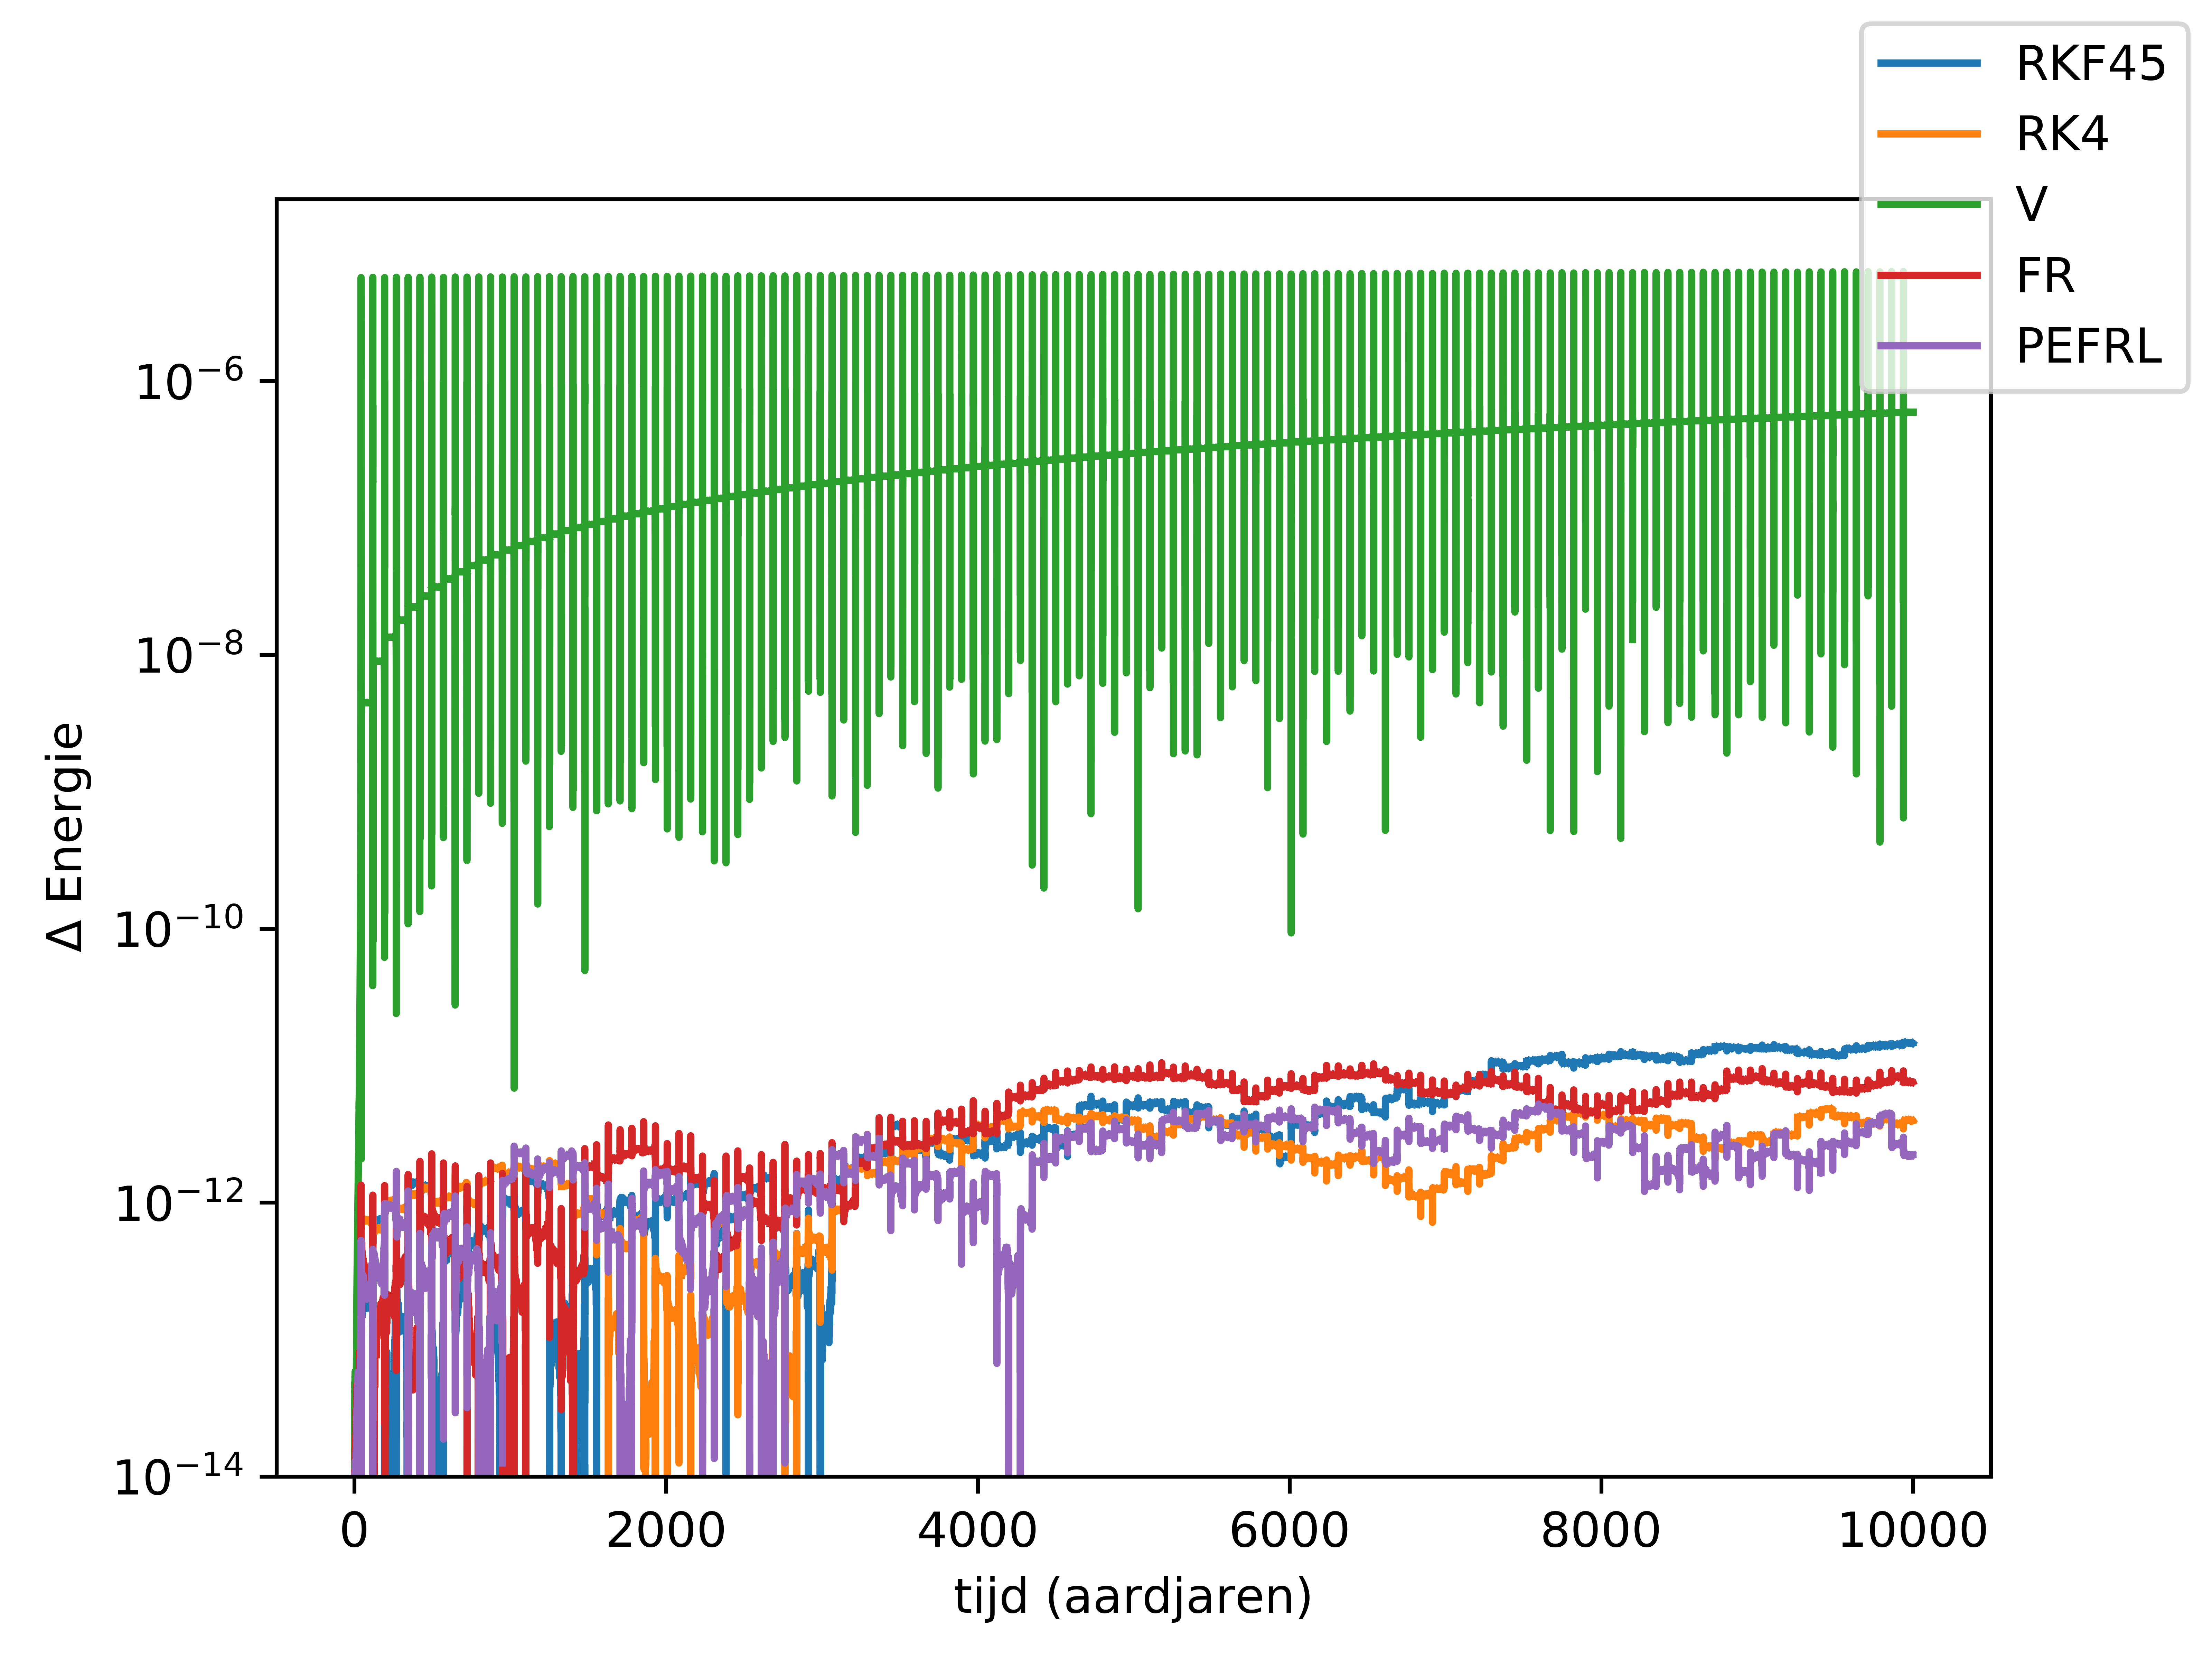 RKF45
RK4
V
FR
PEFRL
Δ Energie
10⁻⁶
10⁻⁸
10⁻¹⁰
10⁻¹²
10⁻¹⁴
0 2000 4000 6000 8000 10000
tijd (aardjaren)